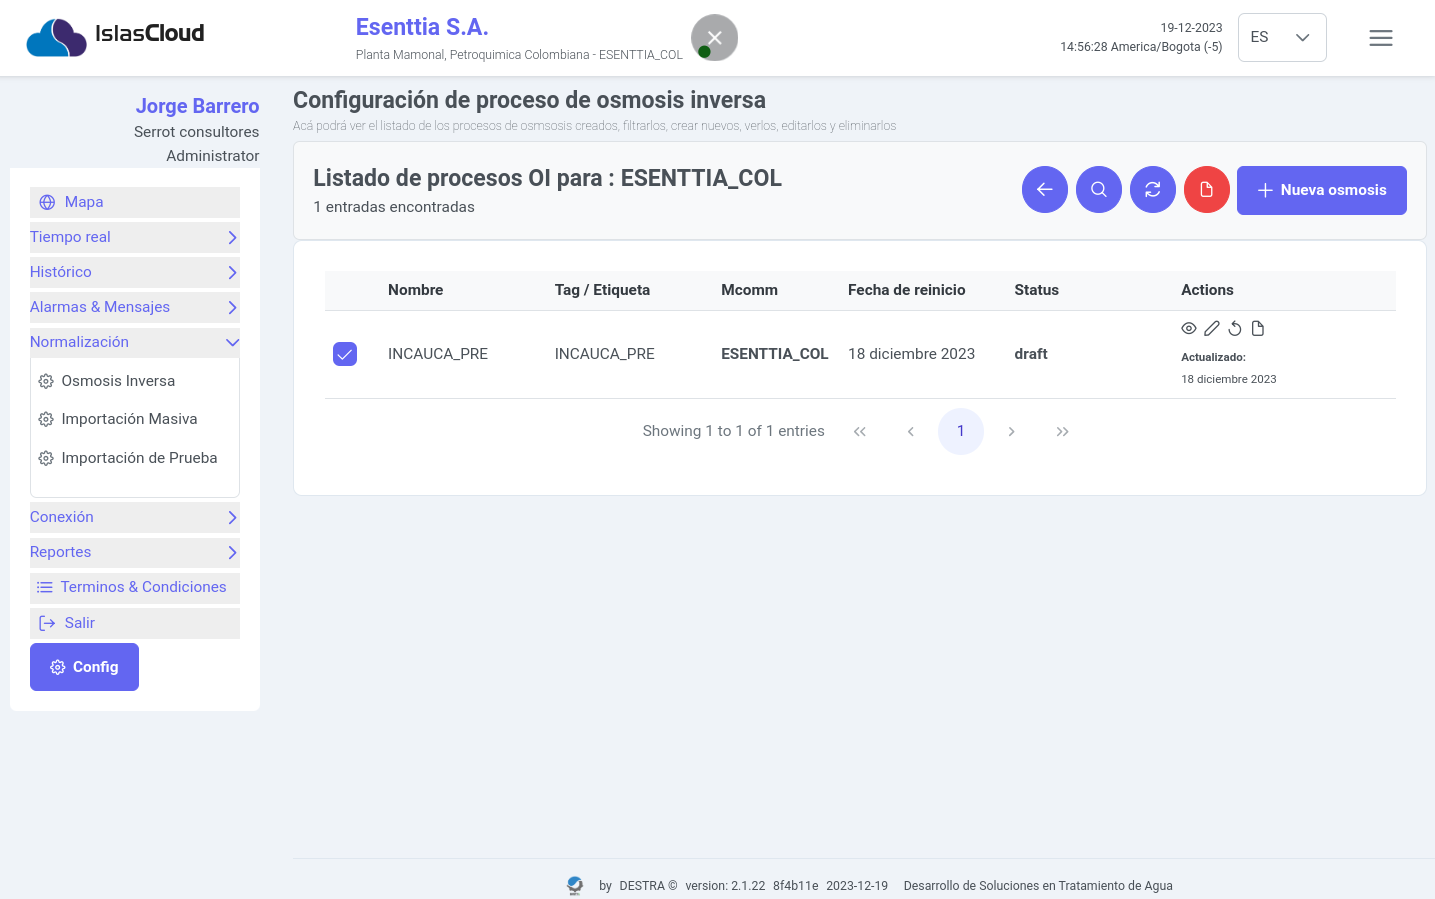 IslasCloud
Esenttia S.A.
Planta Mamonal, Petroquimica Colombiana - ESENTTIA_COL
19-12-2023
14:56:28 America/Bogota (-5)
ES
Jorge Barrero
Serrot consultores
Administrator
Mapa
Tiempo real
Histórico
Alarmas & Mensajes
Normalización
Osmosis Inversa
Importación Masiva
Importación de Prueba
Conexión
Reportes
Terminos & Condiciones
Salir
Config
Configuración de proceso de osmosis inversa
Acá podrá ver el listado de los procesos de osmsosis creados, filtrarlos, crear nuevos, verlos, editarlos y eliminarlos
Listado de procesos OI para : ESENTTIA_COL
1 entradas encontradas
Nueva osmosis
Nombre Tag / Etiqueta Mcomm Fecha de reinicio Status Actions
INCAUCA_PRE INCAUCA_PRE ESENTTIA_COL 18 diciembre 2023 draft
Actualizado:
18 diciembre 2023
Showing 1 to 1 of 1 entries 1
by DESTRA © version: 2.1.22 8f4b11e 2023-12-19 Desarrollo de Soluciones en Tratamiento de Agua